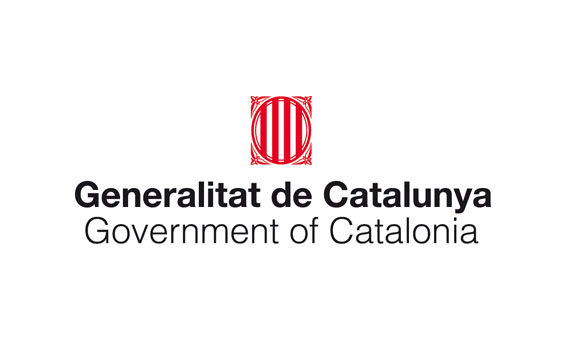 Generalitat de Catalunya
Government of Catalonia